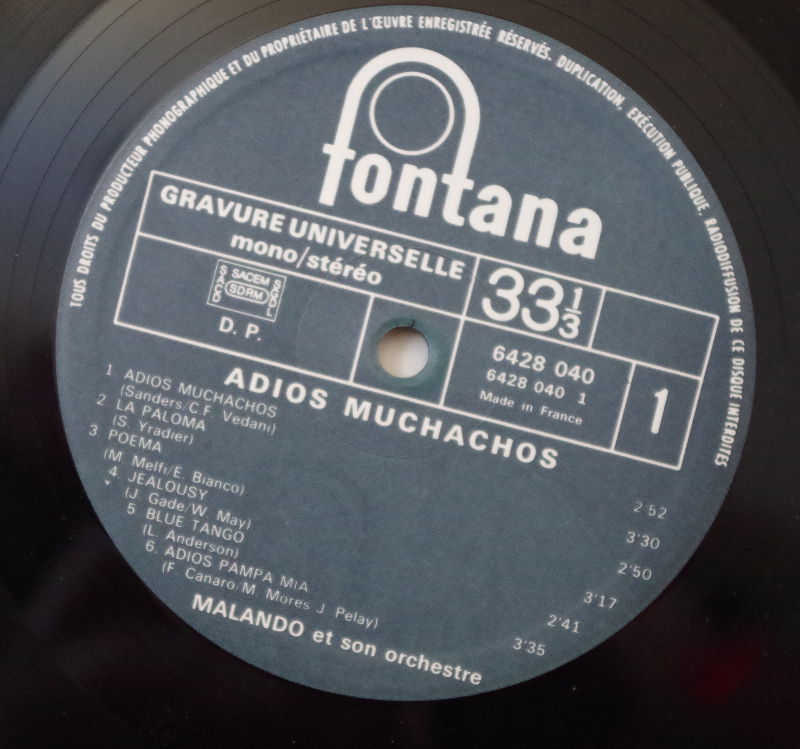 TOUS DROITS DU PRODUCTEUR PHONOGRAPHIQUE ET DU PROPRIÉTAIRE DE L'ŒUVRE ENREGISTRÉE RÉSERVÉS. DUPLICATION, EXÉCUTION PUBLIQUE, RADIODIFFUSION DE CE DISQUE INTERDITES
fontana
GRAVURE UNIVERSELLE
mono/stéréo
33 1/3
SACEM
SACD
SDRM
SGDL
D. P.
6428 040
6428 040 1
Made in France
1
ADIOS MUCHACHOS
1 ADIOS MUCHACHOS 2'52
(Sanders/C.F. Vedani)
2. LA PALOMA 3'30
(S. Yradier)
3. POEMA 2'50
(M. Melfi/E. Bianco)
4 JEALOUSY 3'17
(J. Gade/W. May)
5. BLUE TANGO 2'41
(L. Anderson)
6. ADIOS PAMPA MIA 3'35
(F. Canaro/M. Mores J. Pelay)
MALANDO et son orchestre